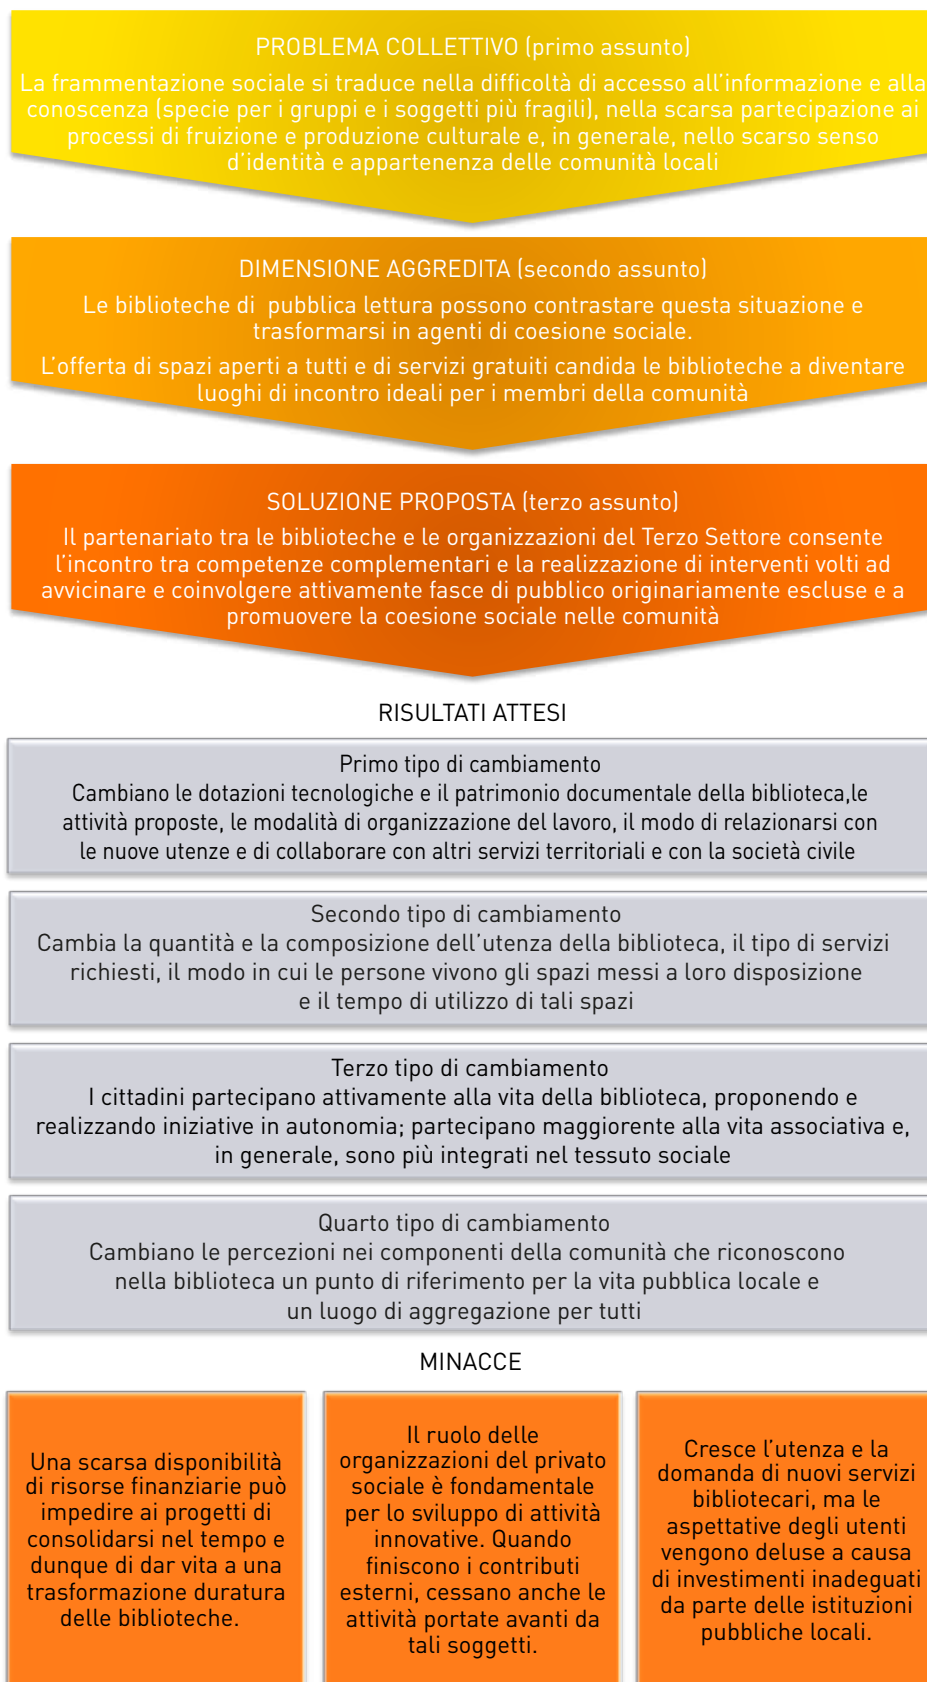 PROBLEMA COLLETTIVO (primo assunto)
La frammentazione sociale si traduce nella difficoltà di accesso all'informazione e alla
conoscenza (specie per i gruppi e i soggetti più fragili), nella scarsa partecipazione ai
processi di fruizione e produzione culturale e, in generale, nello scarso senso
d'identità e appartenenza delle comunità locali
DIMENSIONE AGGREDITA (secondo assunto)
Le biblioteche di  pubblica lettura possono contrastare questa situazione e
trasformarsi in agenti di coesione sociale.
L'offerta di spazi aperti a tutti e di servizi gratuiti candida le biblioteche a diventare
luoghi di incontro ideali per i membri della comunità
SOLUZIONE PROPOSTA (terzo assunto)
Il partenariato tra le biblioteche e le organizzazioni del Terzo Settore consente
l'incontro tra competenze complementari e la realizzazione di interventi volti ad
avvicinare e coinvolgere attivamente fasce di pubblico originariamente escluse e a
promuovere la coesione sociale nelle comunità
RISULTATI ATTESI
Primo tipo di cambiamento
Cambiano le dotazioni tecnologiche e il patrimonio documentale della biblioteca,le
attività proposte, le modalità di organizzazione del lavoro, il modo di relazionarsi con
le nuove utenze e di collaborare con altri servizi territoriali e con la società civile
Secondo tipo di cambiamento
Cambia la quantità e la composizione dell'utenza della biblioteca, il tipo di servizi
richiesti, il modo in cui le persone vivono gli spazi messi a loro disposizione
e il tempo di utilizzo di tali spazi
Terzo tipo di cambiamento
I cittadini partecipano attivamente alla vita della biblioteca, proponendo e
realizzando iniziative in autonomia; partecipano maggiorente alla vita associativa e,
in generale, sono più integrati nel tessuto sociale
Quarto tipo di cambiamento
Cambiano le percezioni nei componenti della comunità che riconoscono
nella biblioteca un punto di riferimento per la vita pubblica locale e
un luogo di aggregazione per tutti
MINACCE
Una scarsa disponibilità
di risorse finanziarie può
impedire ai progetti di
consolidarsi nel tempo e
dunque di dar vita a una
trasformazione duratura
delle biblioteche.
Il ruolo delle
organizzazioni del privato
sociale è fondamentale
per lo sviluppo di attività
innovative. Quando
finiscono i contributi
esterni, cessano anche le
attività portate avanti da
tali soggetti.
Cresce l'utenza e la
domanda di nuovi servizi
bibliotecari, ma le
aspettative degli utenti
vengono deluse a causa
di investimenti inadeguati
da parte delle istituzioni
pubbliche locali.